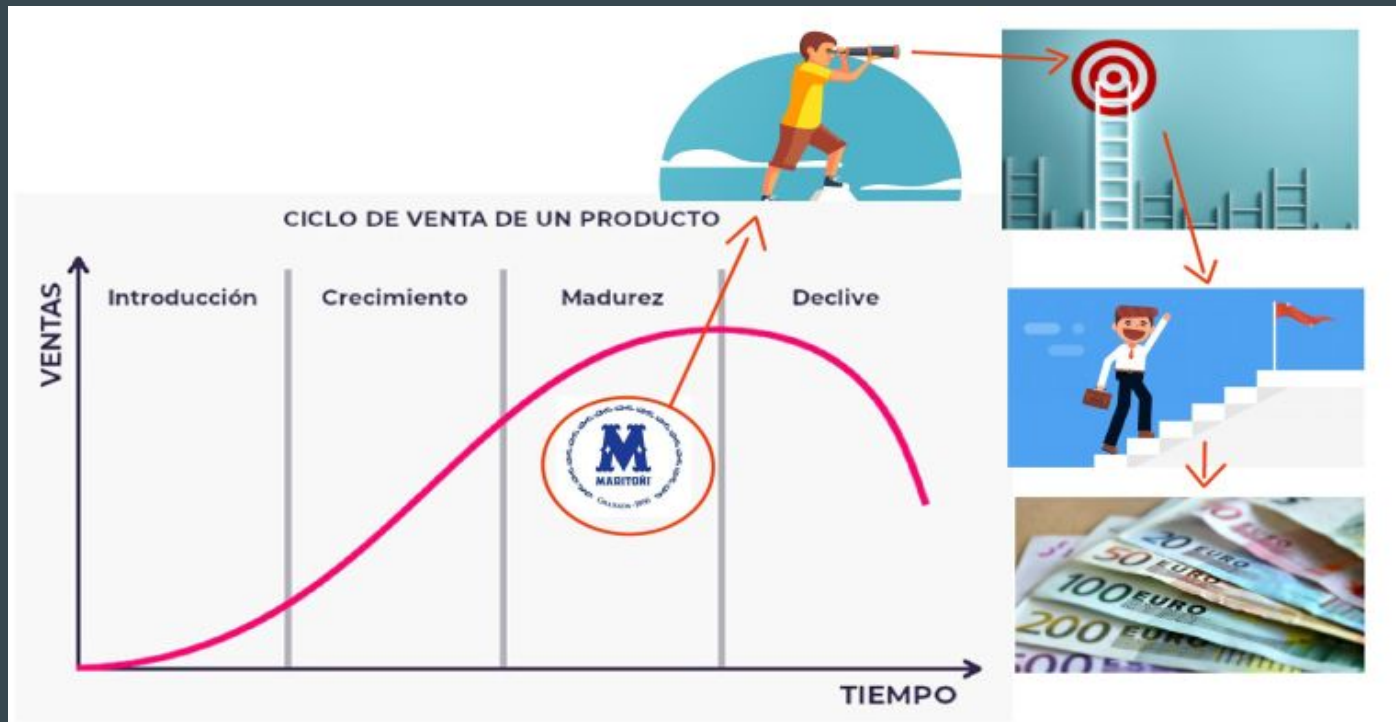 CICLO DE VENTA DE UN PRODUCTO
VENTAS
Introducción
Crecimiento
Madurez
Declive
M
MARITOÑI
TIEMPO
20 EURO
50 EURO
100 EURO
200 EURO
500